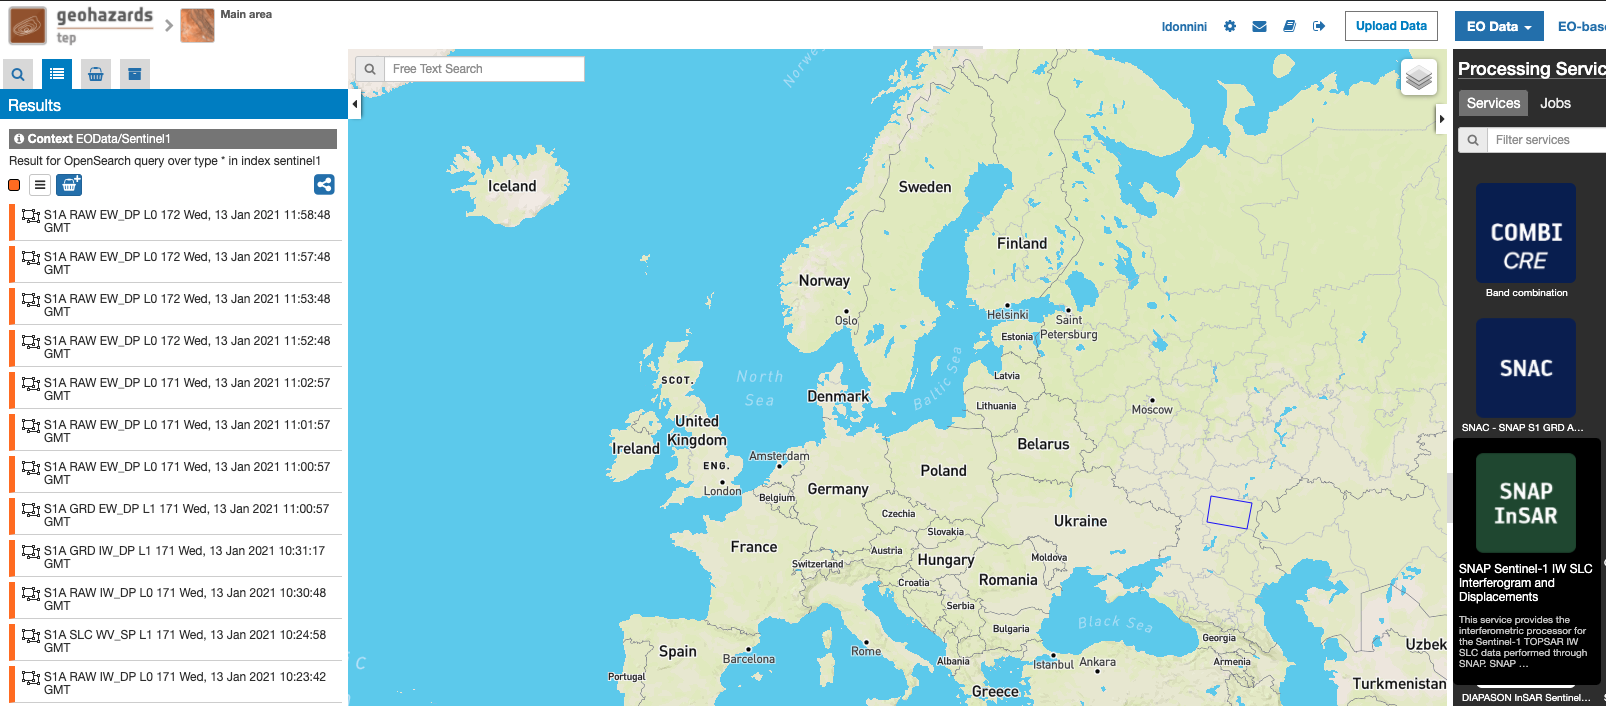 geohazards
tep
Main area
ldonnini
Upload Data
EO Data
EO-bas
Results
Context EOData/Sentinel1
Result for OpenSearch query over type * in index sentinel1
S1A RAW EW_DP L0 172 Wed, 13 Jan 2021 11:58:48
GMT
S1A RAW EW_DP L0 172 Wed, 13 Jan 2021 11:57:48
GMT
S1A RAW EW_DP L0 172 Wed, 13 Jan 2021 11:53:48
GMT
S1A RAW EW_DP L0 172 Wed, 13 Jan 2021 11:52:48
GMT
S1A RAW EW_DP L0 171 Wed, 13 Jan 2021 11:02:57
GMT
S1A RAW EW_DP L0 171 Wed, 13 Jan 2021 11:01:57
GMT
S1A RAW EW_DP L0 171 Wed, 13 Jan 2021 11:00:57
GMT
S1A GRD EW_DP L1 171 Wed, 13 Jan 2021 11:00:57
GMT
S1A GRD IW_DP L1 171 Wed, 13 Jan 2021 10:31:17
GMT
S1A RAW IW_DP L0 171 Wed, 13 Jan 2021 10:30:48
GMT
S1A SLC WV_SP L1 171 Wed, 13 Jan 2021 10:24:58
GMT
S1A RAW IW_DP L0 171 Wed, 13 Jan 2021 10:23:42
GMT
Free Text Search
Norwe
Iceland
Sweden
Finland
Norway
Oslo
Helsinki
Saint
Petersburg
Estonia
SCOT.
North
Sea
Denmark
Baltic Sea
Latvia
Lithuania
Moscow
United
Kingdom
Ireland
ENG.
London
Amsterdam
Belgium
Germany
Poland
Belarus
Czechia
Slovakia
Ukraine
France
Switzerland
Austria
Hungary
Moldova
Croatia
Romania
Serbia
Black Sea
Bulgaria
Georgia
Spain
Barcelona
Rome
Albania
Istanbul
Ankara
Armenia
Uzbek
Portugal
Greece
Turkmenistan
C
Processing Servic
Services
Jobs
Filter services
COMBI
CRE
Band combination
SNAC
SNAC - SNAP S1 GRD A...
SNAP
InSAR
SNAP Sentinel-1 IW SLC
Interferogram and
Displacements
This service provides the
interferometric processor for
the Sentinel-1 TOPSAR IW
SLC data performed through
SNAP. SNAP ...
DIAPASON InSAR Sentinel...